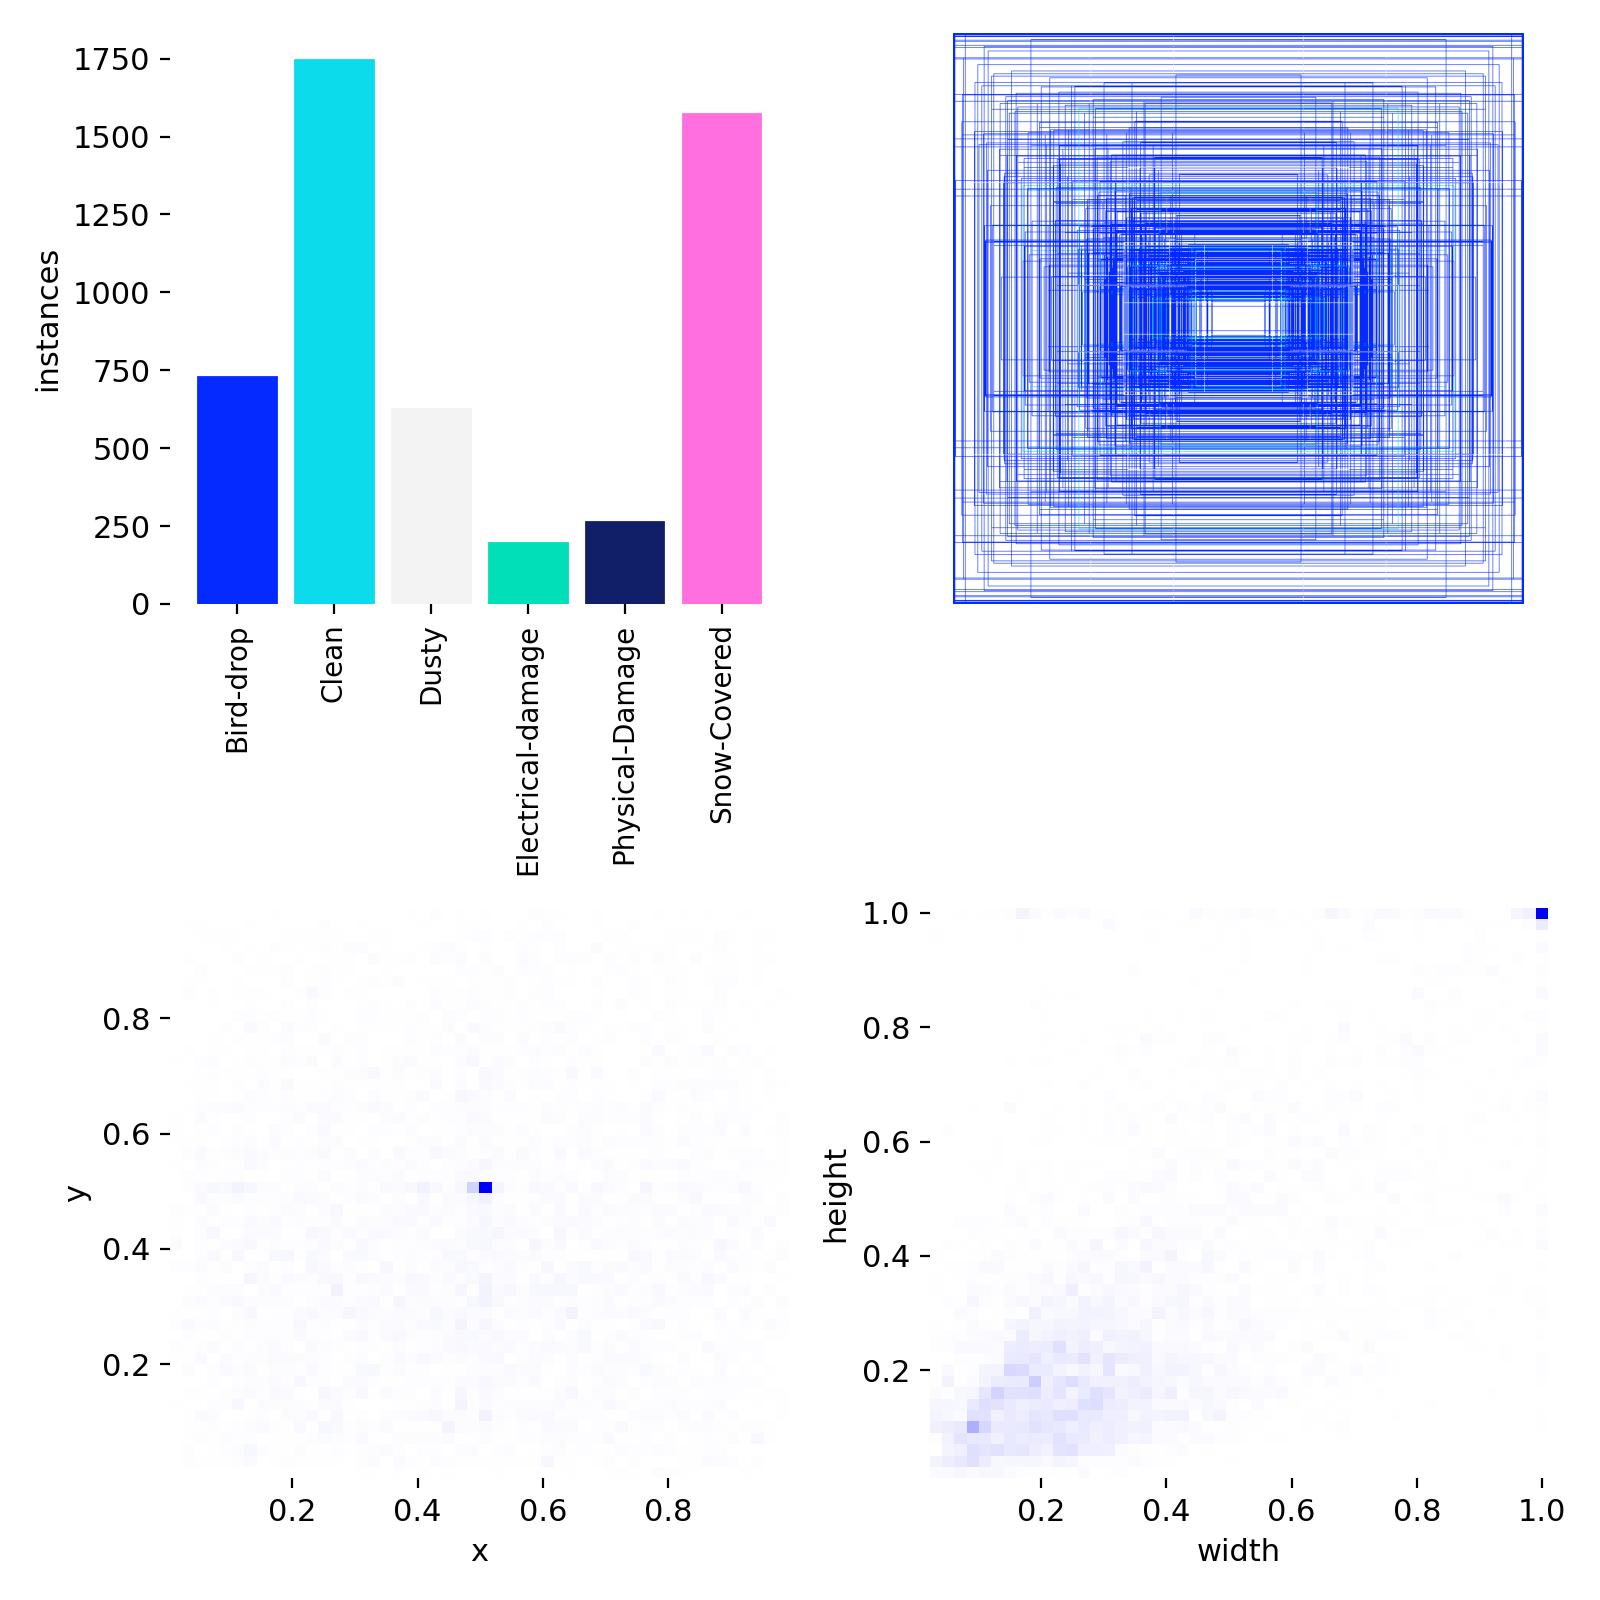 instances
1750
1500
1250
1000
750
500
250
0
Bird-drop
Clean
Dusty
Electrical-damage
Physical-Damage
Snow-Covered
y
0.8
0.6
0.4
0.2
0.2 0.4 0.6 0.8
x
height
1.0
0.8
0.6
0.4
0.2
0.2 0.4 0.6 0.8 1.0
width